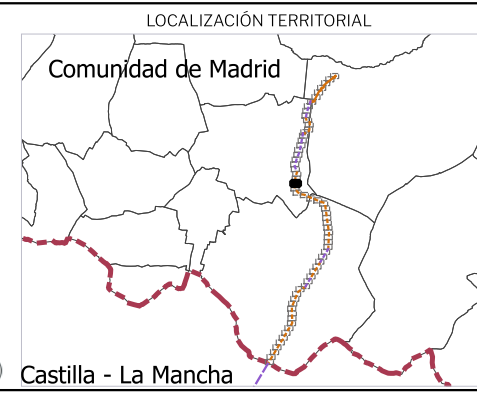 LOCALIZACIÓN TERRITORIAL
Comunidad de Madrid
Castilla - La Mancha